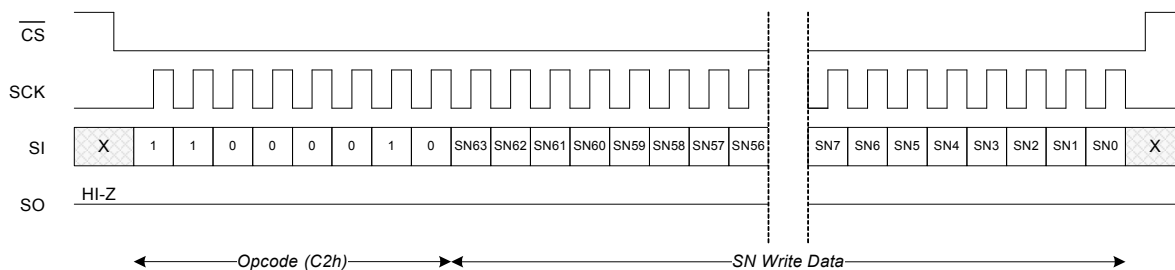 CS
SCK
SI X 1 1 0 0 0 0 1 0 SN63 SN62 SN61 SN60 SN59 SN58 SN57 SN56 SN7 SN6 SN5 SN4 SN3 SN2 SN1 SN0 X
HI-Z
SO
Opcode (C2h) SN Write Data